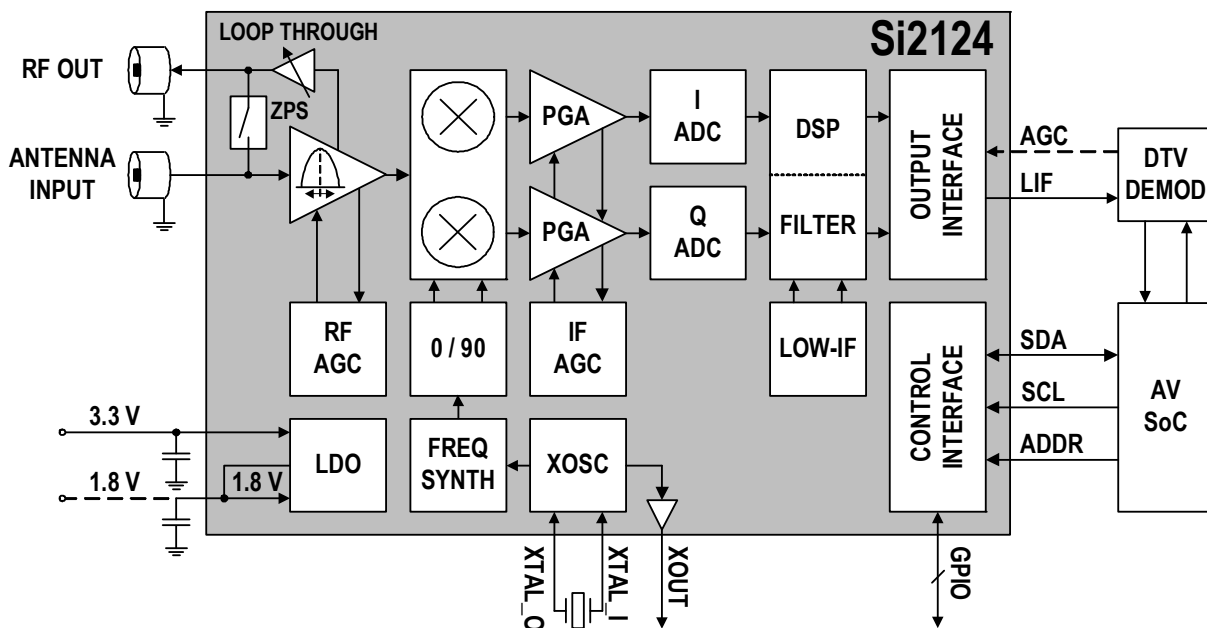 Si2124
LOOP THROUGH
RF OUT
ZPS
ANTENNA
INPUT
PGA
PGA
I
ADC
Q
ADC
DSP
FILTER
OUTPUT
INTERFACE
AGC
LIF
DTV
DEMOD
RF
AGC
0 / 90
IF
AGC
LOW-IF
CONTROL
INTERFACE
SDA
SCL
ADDR
AV
SoC
3.3 V
1.8 V
1.8 V
LDO
FREQ
SYNTH
XOSC
XTAL_O
XTAL_I
XOUT
GPIO